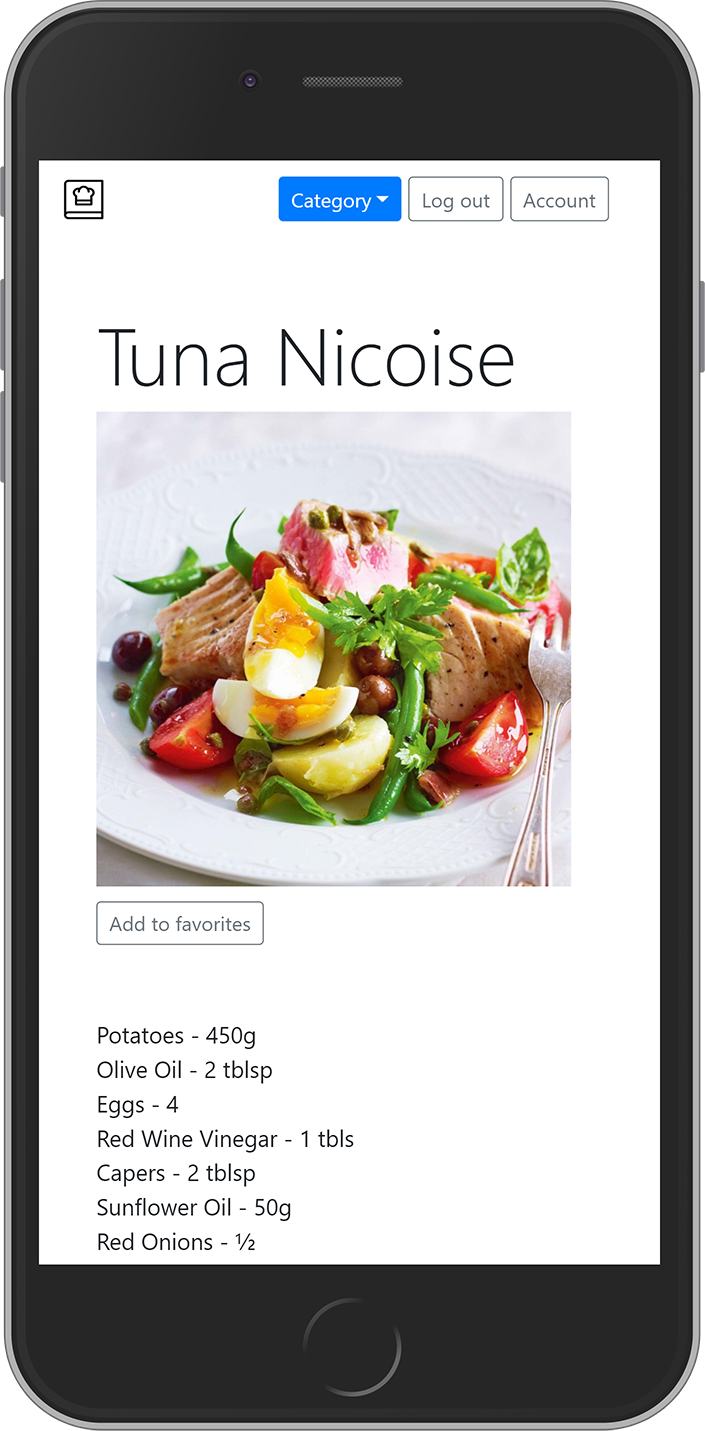 Category Log out Account
Tuna Nicoise
Add to favorites
Potatoes - 450g
Olive Oil - 2 tblsp
Eggs - 4
Red Wine Vinegar - 1 tbls
Capers - 2 tblsp
Sunflower Oil - 50g
Red Onions - ½